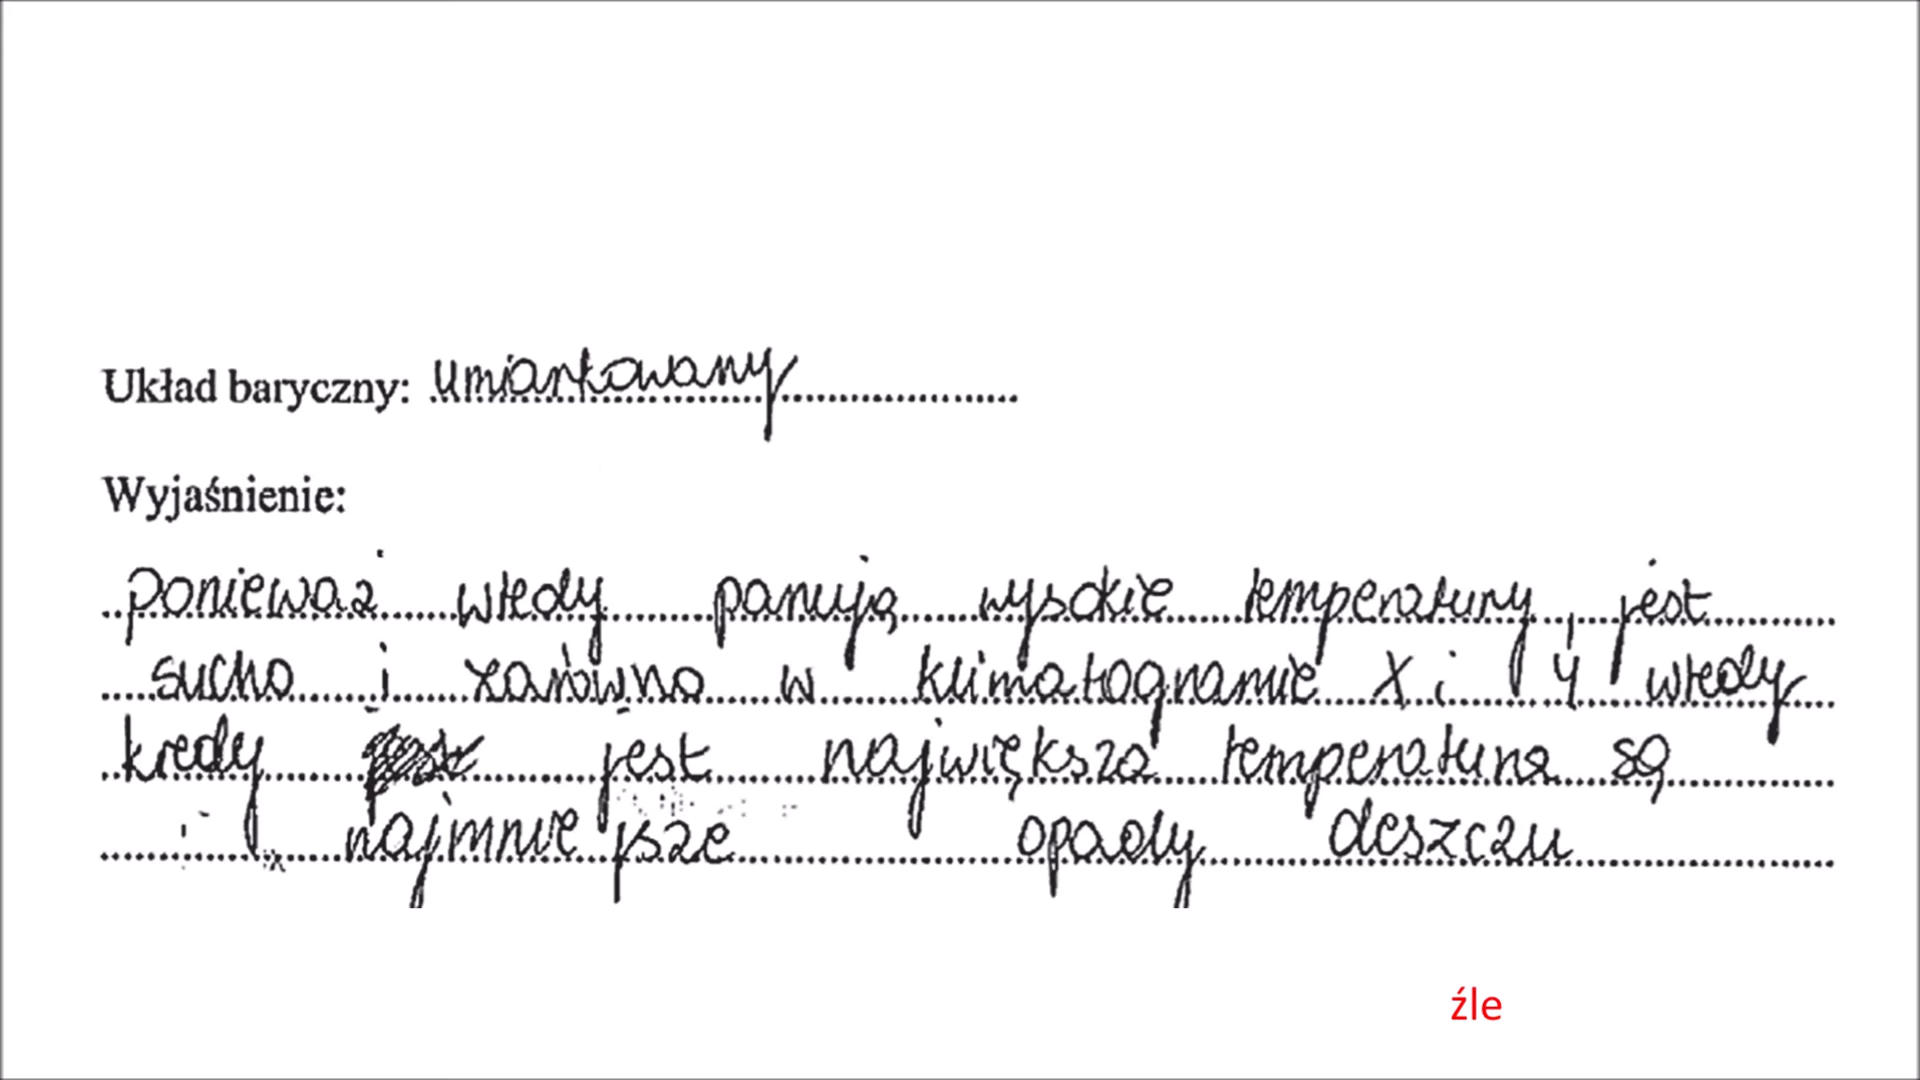 Układ baryczny: umiarkowany
Wyjaśnienie:
ponieważ wtedy panują wysokie temperatury, jest
sucho i zarówno w klimatogramie X i Y wtedy
kiedy jest największa temperatura są
najmniejsze opady deszczu
źle